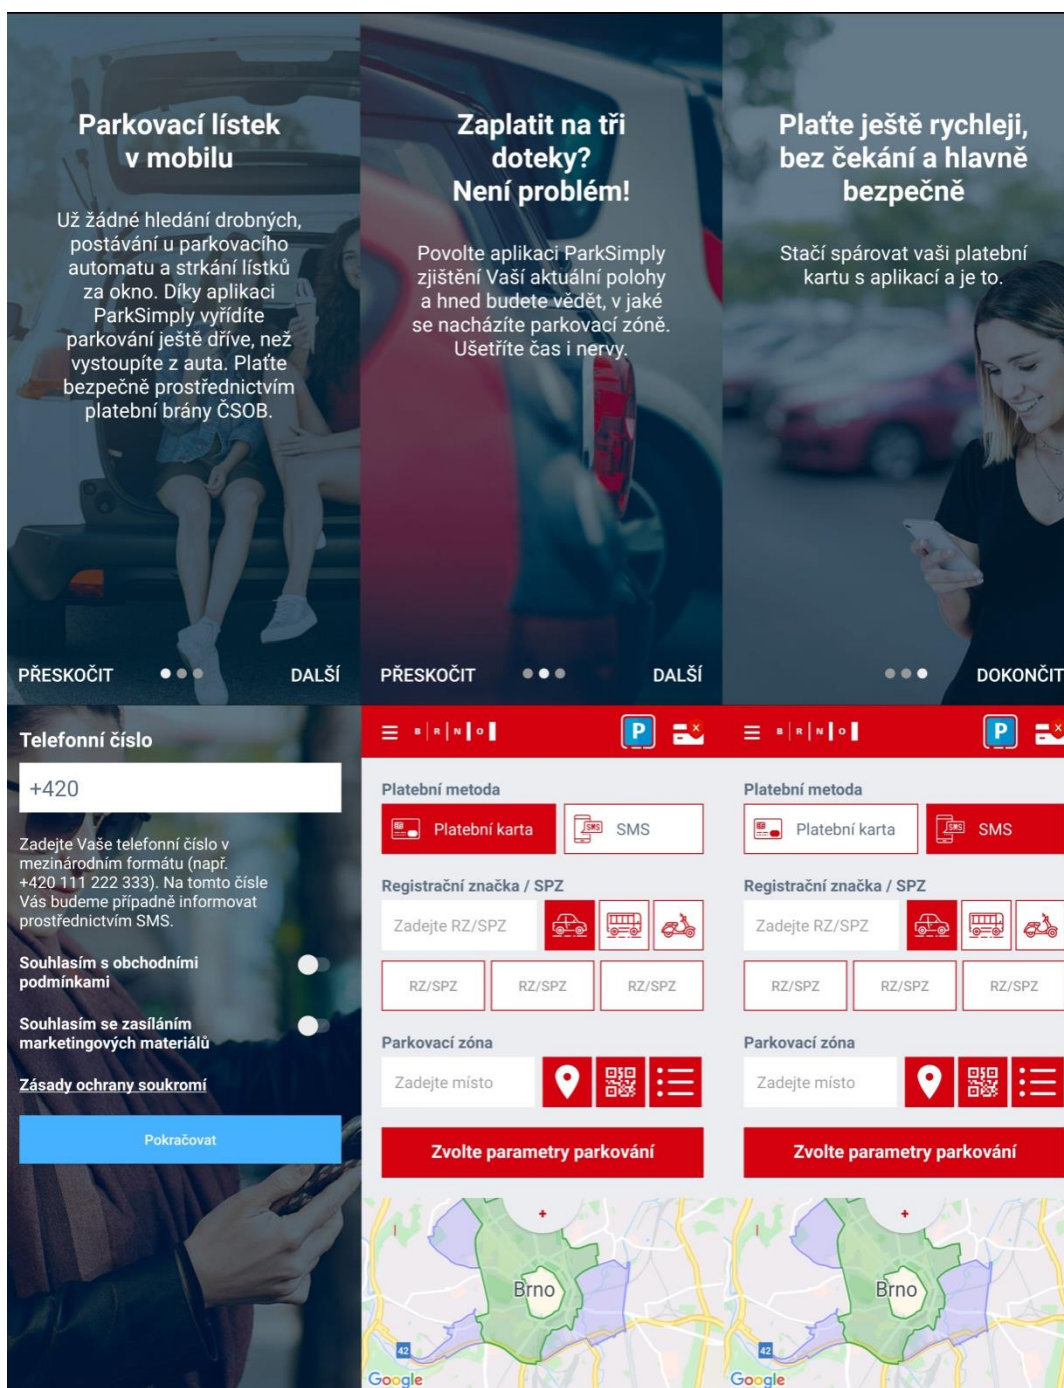 Parkovací lístek
v mobilu
Už žádné hledání drobných,
postávání u parkovacího
automatu a strkání lístků
za okno. Díky aplikaci
ParkSimply vyřídíte
parkování ještě dříve, než
vystoupíte z auta. Plaťte
bezpečně prostřednictvím
platební brány ČSOB.
PŘESKOČIT
DALŠÍ
Zaplatit na tři
doteky?
Není problém!
Povolte aplikaci ParkSimply
zjištění Vaší aktuální polohy
a hned budete vědět, v jaké
se nacházíte parkovací zóně.
Ušetříte čas i nervy.
PŘESKOČIT
DALŠÍ
Plaťte ještě rychleji,
bez čekání a hlavně
bezpečně
Stačí spárovat vaši platební
kartu s aplikací a je to.
DOKONČIT
Telefonní číslo
+420
Zadejte Vaše telefonní číslo v
mezinárodním formátu (např.
+420 111 222 333). Na tomto čísle
Vás budeme případně informovat
prostřednictvím SMS.
Souhlasím s obchodními
podmínkami
Souhlasím se zasíláním
marketingových materiálů
Zásady ochrany soukromí
Pokračovat
B|R|N|O
P
Platební metoda
Platební karta
SMS
SMS
Registrační značka / SPZ
Zadejte RZ/SPZ
RZ/SPZ
RZ/SPZ
RZ/SPZ
Parkovací zóna
Zadejte místo
Zvolte parametry parkování
Brno
42
Google
B|R|N|O
P
Platební metoda
Platební karta
SMS
SMS
Registrační značka / SPZ
Zadejte RZ/SPZ
RZ/SPZ
RZ/SPZ
RZ/SPZ
Parkovací zóna
Zadejte místo
Zvolte parametry parkování
Brno
42
Google